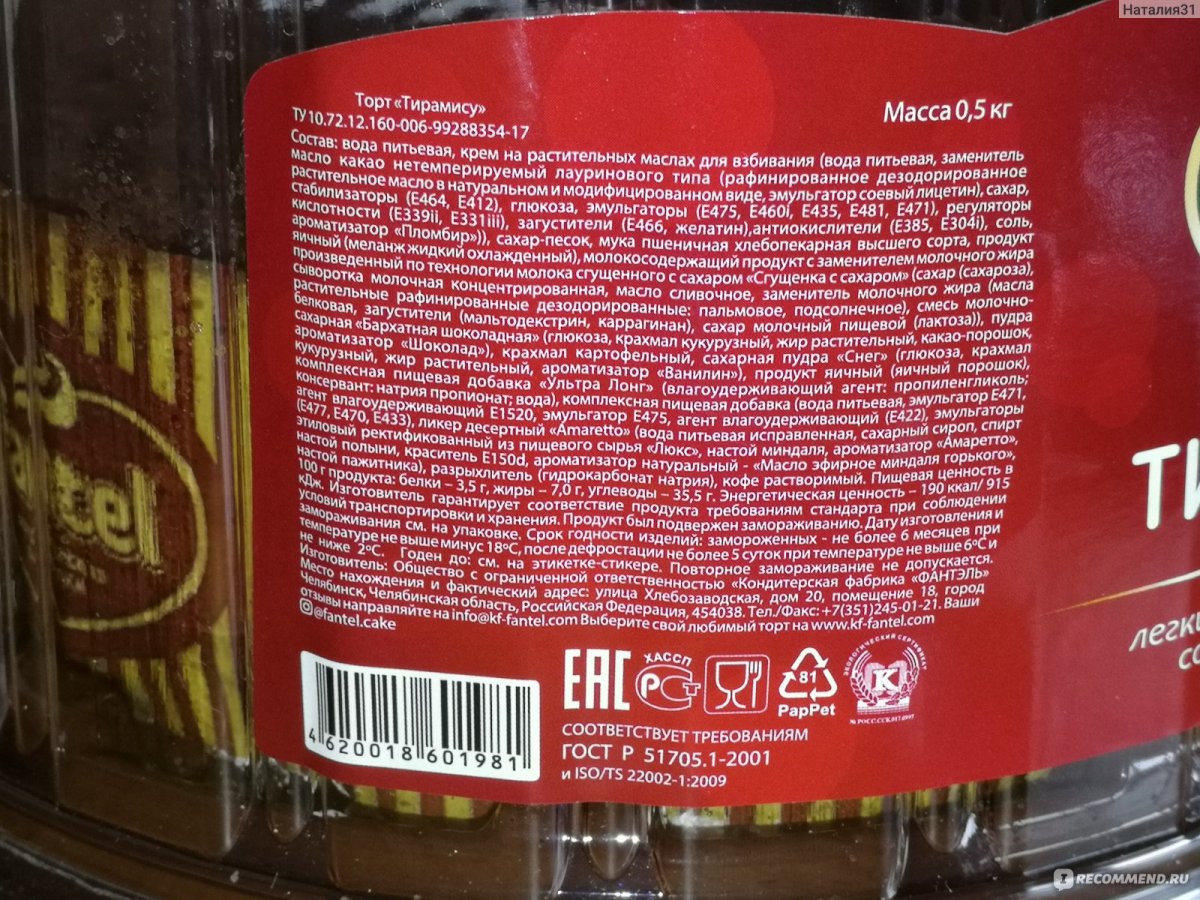 Наталия31
Торт «Тирамису»
Масса 0,5 кг
ТУ 10.72.12.160-006-99288354-17
Состав: вода питьевая, крем на растительных маслах для взбивания (вода питьевая, заменитель
масло какао нетемперируемый лауринового типа (рафинированное дезодорированное
растительное масло в натуральном и модифицированном виде, эмульгатор соевый лицетин), сахар,
стабилизаторы (Е464, Е412), глюкоза, эмульгаторы (Е475, Е460i, Е435, Е481, Е471), регуляторы
кислотности (Е339ii, Е331iii), загустители (Е466, желатин),антиокислители (Е385, Е304i), соль,
ароматизатор «Пломбир»)), сахар-песок, мука пшеничная хлебопекарная высшего сорта, продукт
яичный (меланж жидкий охлажденный), молокосодержащий продукт с заменителем молочного жира
произведенный по технологии молока сгущенного с сахаром «Сгущенка с сахаром» (сахар (сахароза),
сыворотка молочная концентрированная, масло сливочное, заменитель молочного жира (масла
растительные рафинированные дезодорированные: пальмовое, подсолнечное), смесь молочно-
белковая, загустители (мальтодекстрин, каррагинан), сахар молочный пищевой (лактоза)), пудра
сахарная «Бархатная шоколадная» (глюкоза, крахмал кукурузный, жир растительный, какао-порошок,
ароматизатор «Шоколад»), крахмал картофельный, сахарная пудра «Снег» (глюкоза, крахмал
кукурузный, жир растительный, ароматизатор «Ванилин»), продукт яичный (яичный порошок),
комплексная пищевая добавка «Ультра Лонг» (влагоудерживающий агент: пропиленгликоль;
консервант: натрия пропионат; вода), комплексная пищевая добавка (вода питьевая, эмульгатор Е471,
агент влагоудерживающий Е1520, эмульгатор Е475, агент влагоудерживающий (Е422), эмульгаторы
(Е477, Е470, Е433), ликер десертный «Amaretto» (вода питьевая исправленная, сахарный сироп, спирт
этиловый ректификованный из пищевого сырья «Люкс», настой миндаля, ароматизатор «Амаретто»,
настой полыни, краситель Е150d, ароматизатор натуральный - «Масло эфирное миндаля горького»,
настой пажитника), разрыхлитель (гидрокарбонат натрия), кофе растворимый. Пищевая ценность в
100 г продукта: белки – 3,5 г, жиры – 7,0 г, углеводы – 35,5 г. Энергетическая ценность – 190 ккал/ 915
кДж. Изготовитель гарантирует соответствие продукта требованиям стандарта при соблюдении
условий транспортировки и хранения. Продукт был подвержен замораживанию. Дату изготовления и
замораживания см. на упаковке. Срок годности изделий: замороженных - не более 6 месяцев при
температуре не выше минус 18°С, после дефростации не более 5 суток при температуре не выше 6°С и
не ниже 2°С. Годен до: см. на этикетке-стикере. Повторное замораживание не допускается.
Изготовитель: Общество с ограниченной ответственностью «Кондитерская фабрика «ФАНТЭЛЬ»
Место нахождения и фактический адрес: улица Хлебозаводская, дом 20, помещение 18, город
Челябинск, Челябинская область, Российская Федерация, 454038. Тел./Факс: +7(351)245-01-21. Ваши
отзывы направляйте на info@kf-fantel.com Выберите свой любимый торт на www.kf-fantel.com
@fantel.cake
4620018601981
ЕАС
ХАССП
РСТ
81
PapPet
ЭКОЛОГИЧЕСКИЙ СЕРТИФИКАТ
К
СООТВЕТСТВУЕТ ТРЕБОВАНИЯМ
ГОСТ Р 51705.1-2001
и ISO/TS 22002-1:2009
RECOMMEND.RU